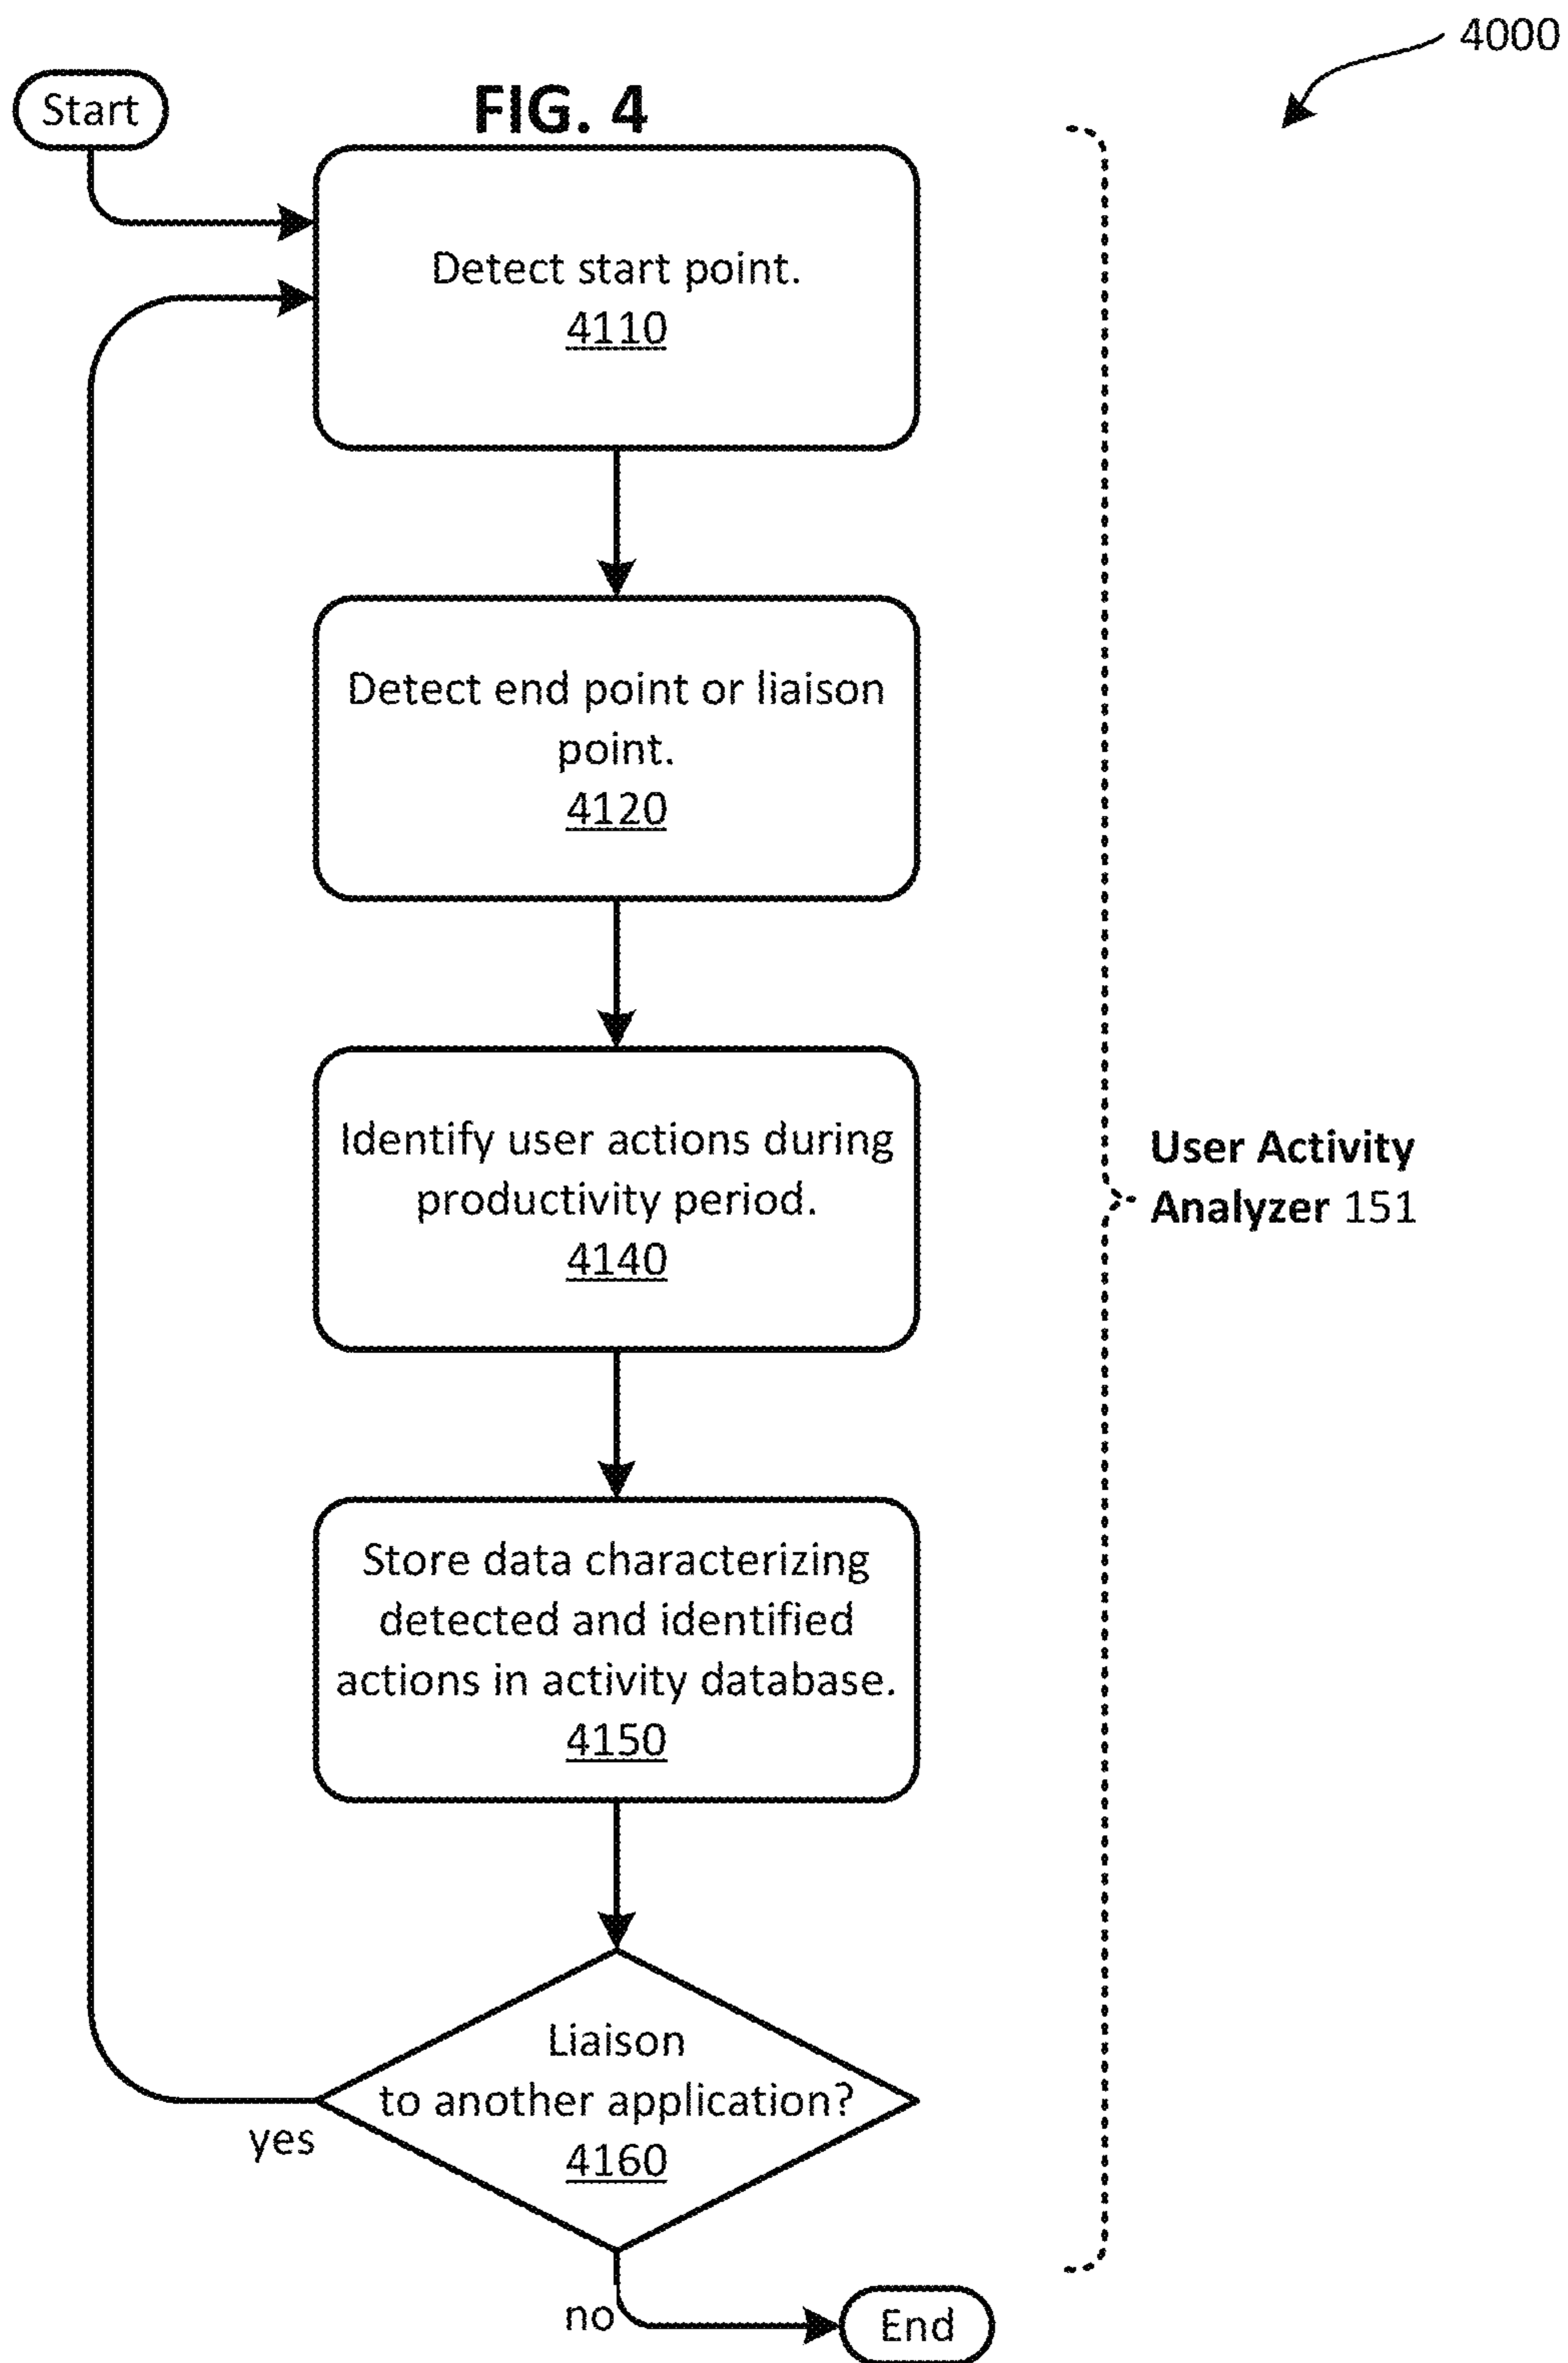 4000
Start
FIG. 4
Detect start point.
4110
Detect end point or liaison
point.
4120
Identify user actions during
productivity period.
4140
User Activity
Analyzer 151
Store data characterizing
detected and identified
actions in activity database.
4150
Liaison
to another application?
4160
yes
no
End